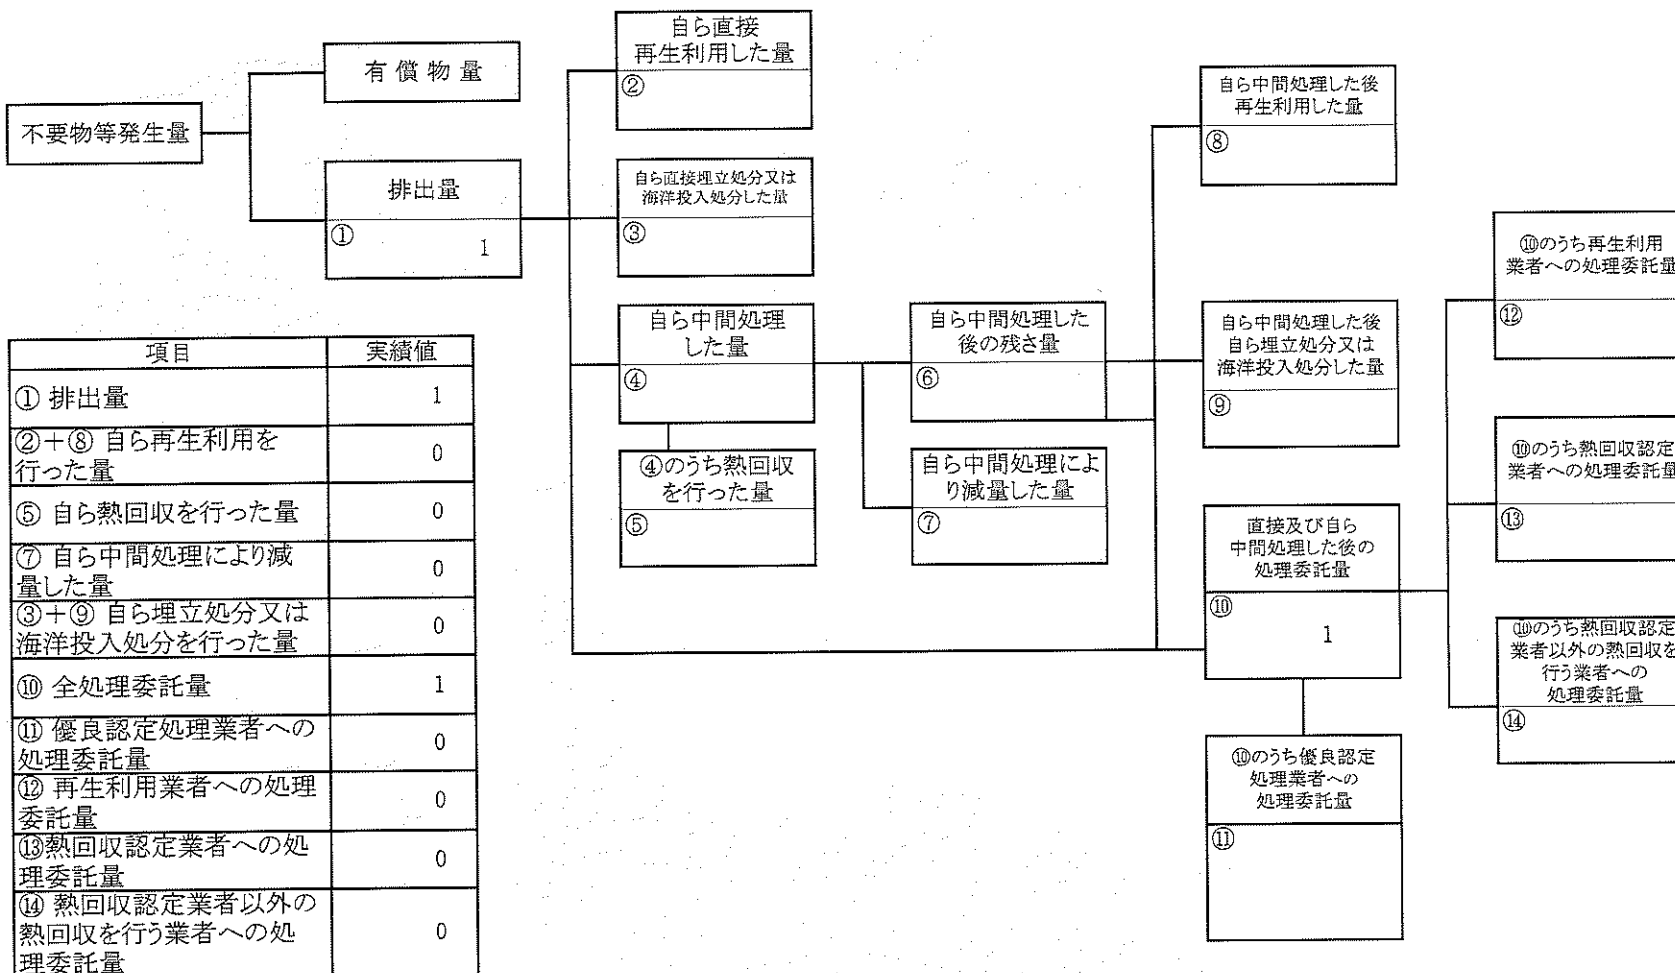 不要物等発生量
有償物量
排出量
①
1
自ら直接
再生利用した量
②
自ら直接埋立処分又は
海洋投入処分した量
③
自ら中間処理
した量
④
④のうち熱回収
を行った量
⑤
自ら中間処理した
後の残さ量
⑥
自ら中間処理によ
り減量した量
⑦
自ら中間処理した後
再生利用した量
⑧
自ら中間処理した後
自ら埋立処分又は
海洋投入処分した量
⑨
直接及び自ら
中間処理した後の
処理委託量
⑩
1
⑩のうち優良認定
処理業者への
処理委託量
⑪
⑩のうち再生利用
業者への処理委託量
⑫
⑩のうち熱回収認定
業者への処理委託量
⑬
⑩のうち熱回収認定
業者以外の熱回収を
行う業者への
処理委託量
⑭
項目 実績値
① 排出量 1
②+⑧ 自ら再生利用を
行った量 0
⑤ 自ら熱回収を行った量 0
⑦ 自ら中間処理により減
量した量 0
③+⑨ 自ら埋立処分又は
海洋投入処分を行った量 0
⑩ 全処理委託量 1
⑪ 優良認定処理業者への
処理委託量 0
⑫ 再生利用業者への処理
委託量 0
⑬熱回収認定業者への処
理委託量 0
⑭ 熱回収認定業者以外の
熱回収を行う業者への処 0
理委託量